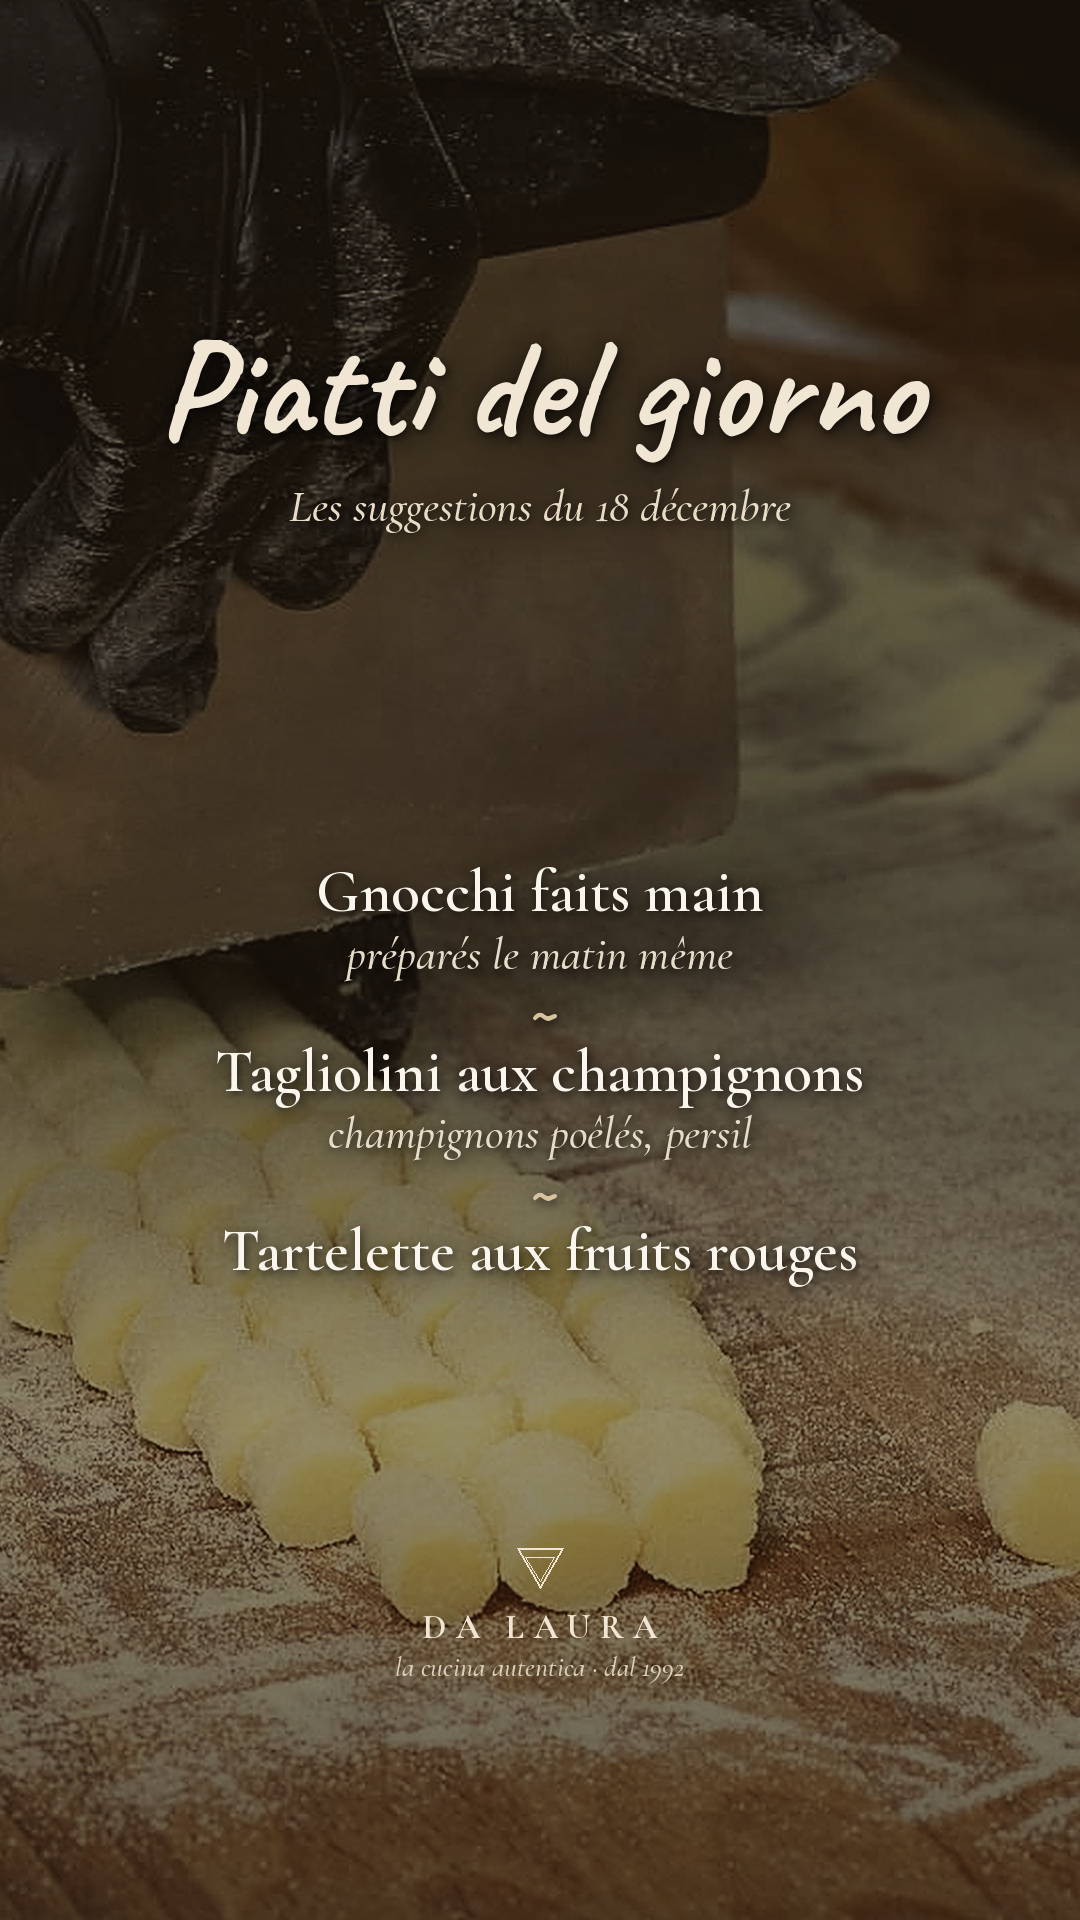 Piatti del giorno
Les suggestions du 18 décembre
Gnocchi faits main
préparés le matin même
~
Tagliolini aux champignons
champignons poêlés, persil
~
Tartelette aux fruits rouges
DA LAURA
la cucina autentica · dal 1992